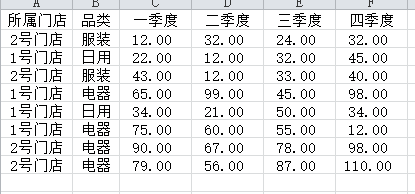 A B C D E F
所属门店 品类 一季度 二季度 三季度 四季度
2号门店 服装 12.00 32.00 24.00 32.00
1号门店 日用 22.00 12.00 32.00 45.00
2号门店 服装 43.00 12.00 33.00 40.00
1号门店 电器 65.00 99.00 45.00 98.00
1号门店 日用 34.00 21.00 50.00 34.00
1号门店 电器 75.00 60.00 55.00 12.00
2号门店 电器 90.00 67.00 78.00 98.00
2号门店 电器 79.00 56.00 87.00 110.00